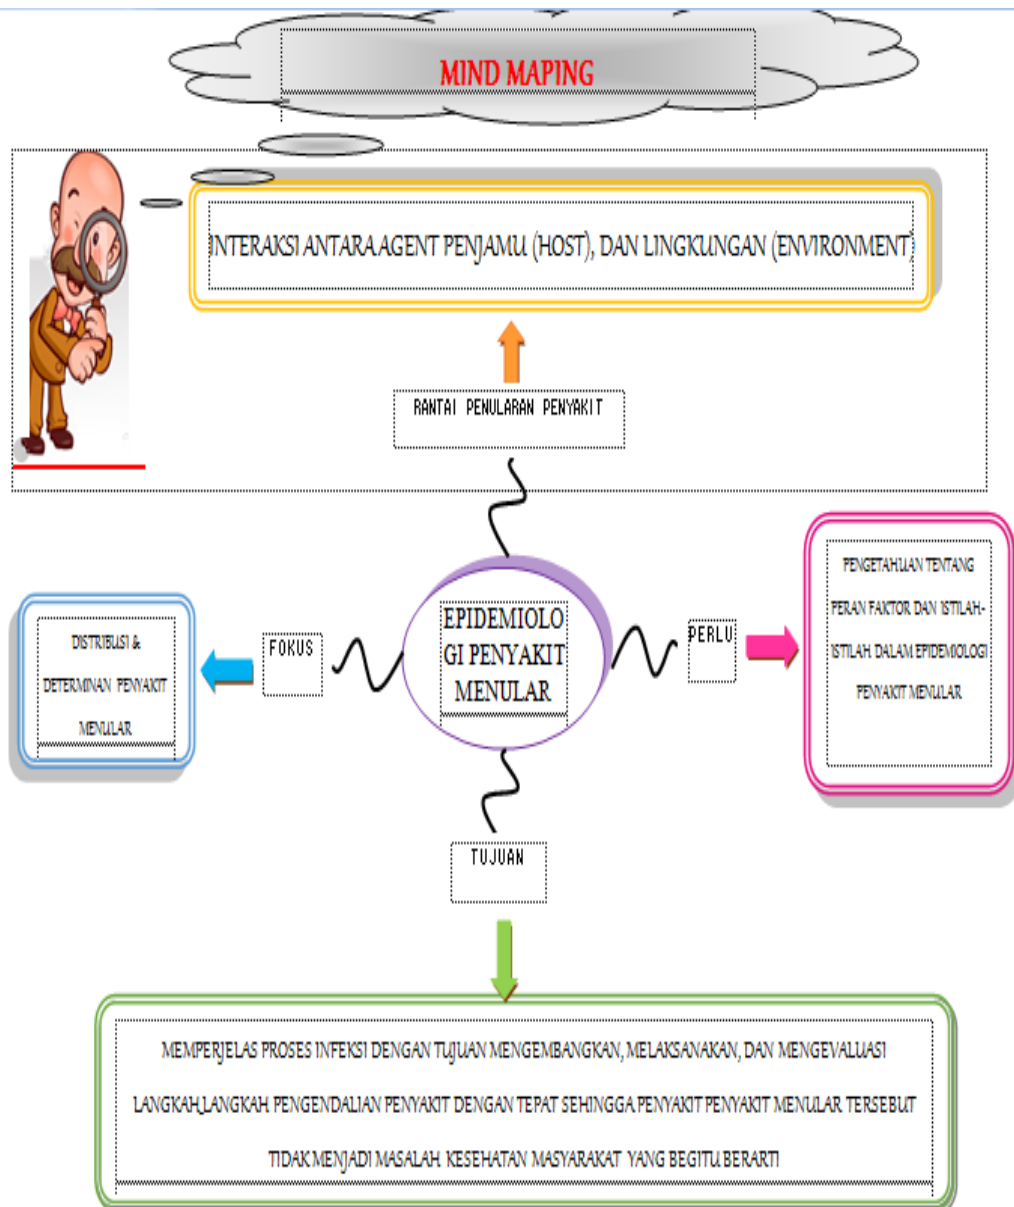 MIND MAPING
INTERAKSI ANTARA AGENT PENJAMU (HOST), DAN LINGKUNGAN (ENVIRONMENT)
RANTAI PENULARAN PENYAKIT
EPIDEMIOLO
GI PENYAKIT
MENULAR
FOKUS
DISTRIBUSI &
DETERMINAN PENYAKIT
MENULAR
PERLU
PENGETAHUAN TENTANG
PERAN FAKTOR DAN ISTILAH-
ISTILAH DALAM EPIDEMIOLOGI
PENYAKIT MENULAR
TUJUAN
MEMPERJELAS PROSES INFEKSI DENGAN TUJUAN MENGEMBANGKAN, MELAKSANAKAN, DAN MENGEVALUASI
LANGKAH,LANGKAH PENGENDALIAN PENYAKIT DENGAN TEPAT SEHINGGA PENYAKIT PENYAKIT MENULAR TERSEBUT
TIDAK MENJADI MASALAH KESEHATAN MASYARAKAT YANG BEGITU BERARTI